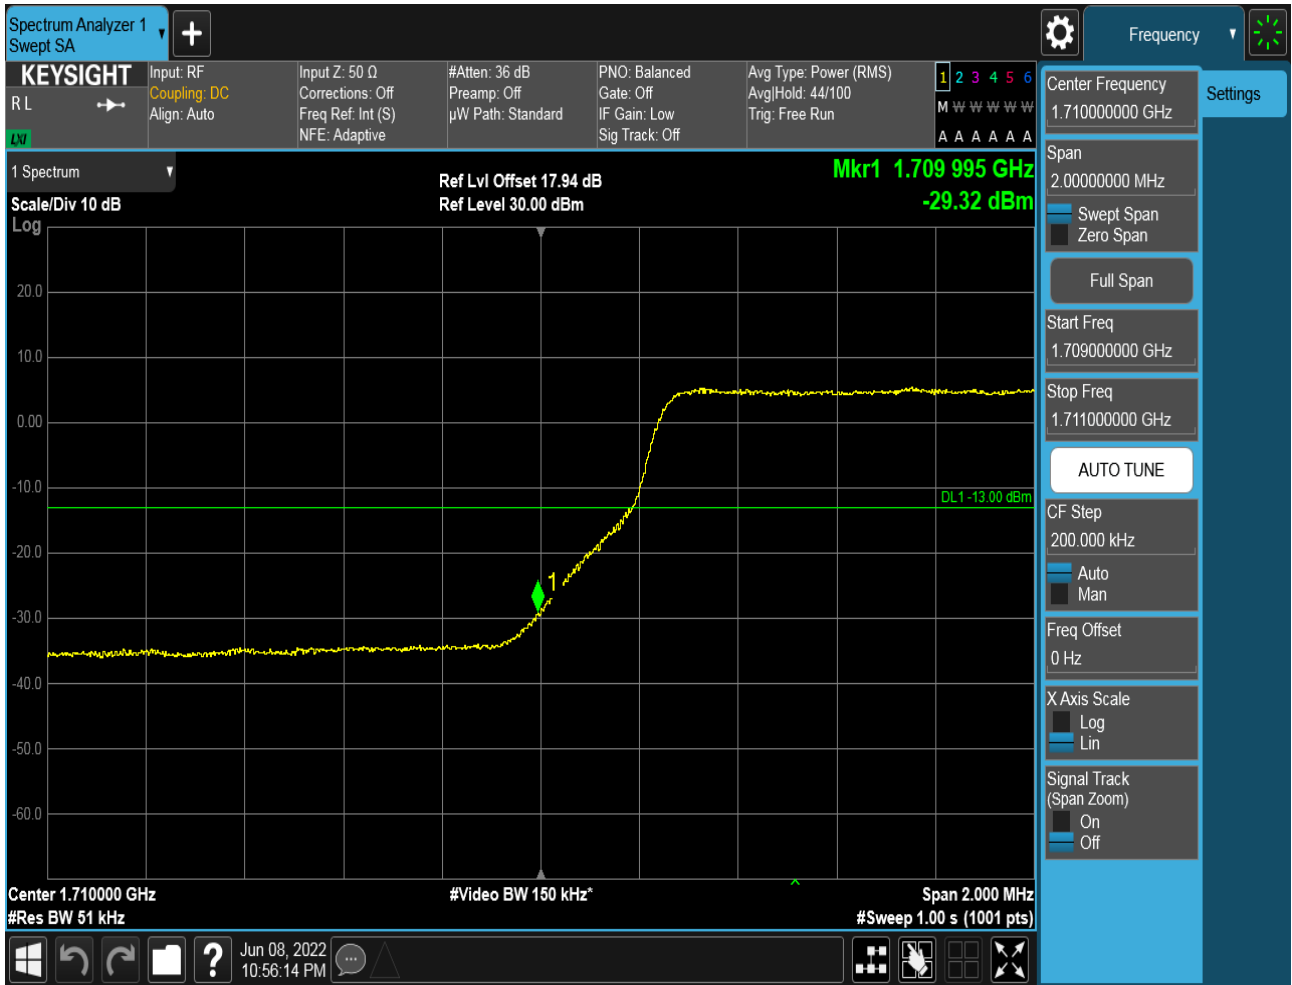 Spectrum Analyzer 1
Swept SA
Frequency
KEYSIGHT
R L
LXI
Input: RF
Coupling: DC
Align: Auto
Input Z: 50 Ω
Corrections: Off
Freq Ref: Int (S)
NFE: Adaptive
#Atten: 36 dB
Preamp: Off
µW Path: Standard
PNO: Balanced
Gate: Off
IF Gain: Low
Sig Track: Off
Avg Type: Power (RMS)
Avg|Hold: 44/100
Trig: Free Run
1 2 3 4 5 6
M W W W W W
A A A A A A
1 Spectrum
Scale/Div 10 dB
Log
Ref Lvl Offset 17.94 dB
Ref Level 30.00 dBm
Mkr1 1.709 995 GHz
-29.32 dBm
20.0
10.0
0.00
-10.0
-20.0
-30.0
-40.0
-50.0
-60.0
DL1 -13.00 dBm
1
Center 1.710000 GHz
#Res BW 51 kHz
#Video BW 150 kHz*
Span 2.000 MHz
#Sweep 1.00 s (1001 pts)
Jun 08, 2022
10:56:14 PM
Center Frequency
1.710000000 GHz
Settings
Span
2.00000000 MHz
Swept Span
Zero Span
Full Span
Start Freq
1.709000000 GHz
Stop Freq
1.711000000 GHz
AUTO TUNE
CF Step
200.000 kHz
Auto
Man
Freq Offset
0 Hz
X Axis Scale
Log
Lin
Signal Track
(Span Zoom)
On
Off